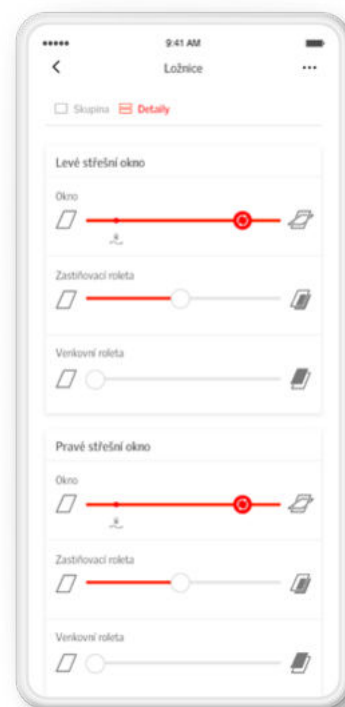 9:41 AM
Ložnice
Skupina Detaily
Levé střešní okno
Okno
Zastiňovací roleta
Venkovní roleta
Pravé střešní okno
Okno
Zastiňovací roleta
Venkovní roleta